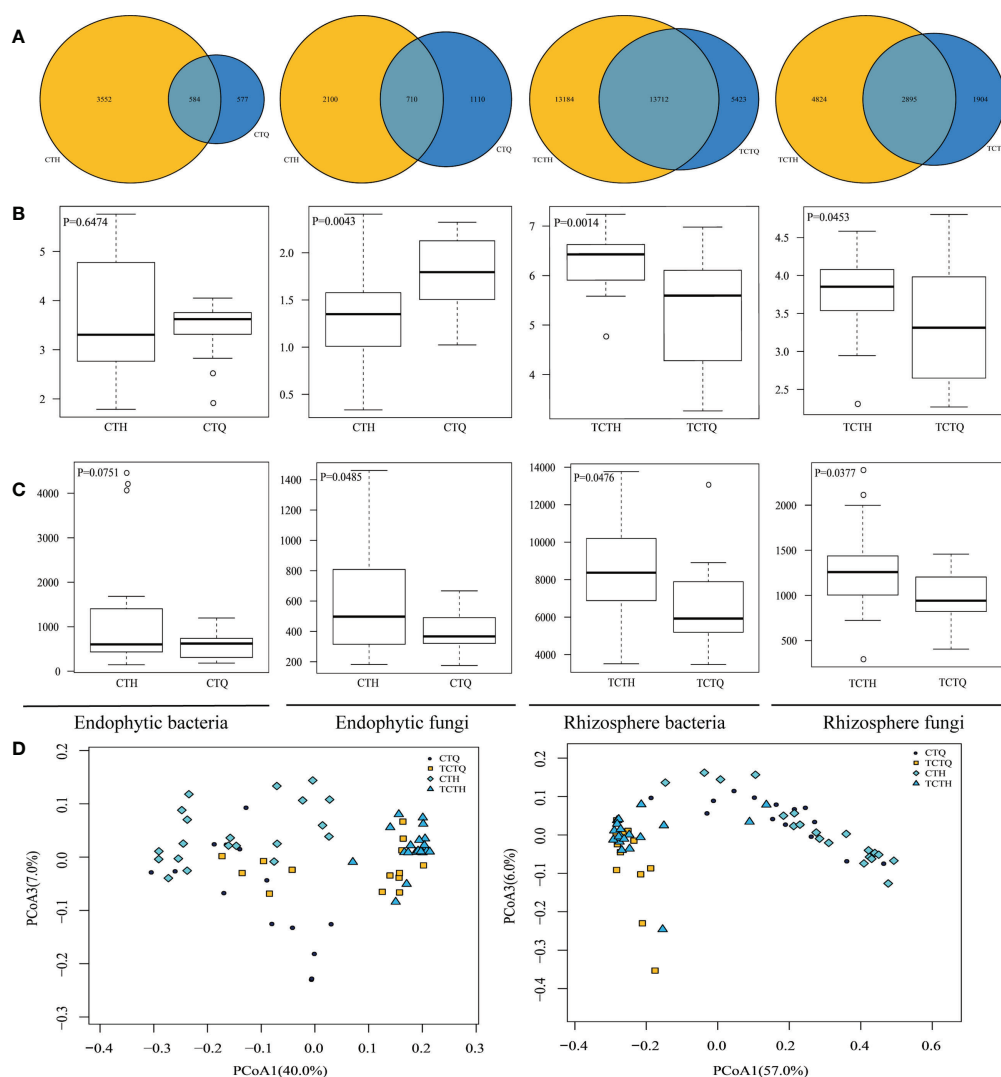 A
3552 584 577
CTH CTQ
2100 710 1110
CTH CTQ
13184 13712 5423
TCTH TCTQ
4824 2895 1904
TCTH TCT
B
P=0.6474
5
4
3
2
CTH CTQ
P=0.0043
2.0
1.5
1.0
0.5
CTH CTQ
P=0.0014
7
6
5
4
TCTH TCTQ
P=0.0453
4.5
4.0
3.5
3.0
2.5
TCTH TCTQ
C
P=0.0751
4000
3000
2000
1000
0
CTH CTQ
P=0.0485
1400
1200
1000
800
600
400
200
CTH CTQ
P=0.0476
14000
12000
10000
8000
6000
4000
TCTH TCTQ
P=0.0377
2000
1500
1000
500
TCTH TCTQ
Endophytic bacteria Endophytic fungi Rhizosphere bacteria Rhizosphere fungi
D
PCoA3(7.0%)
0.2
0.1
0.0
−0.1
−0.2
−0.3
CTQ
TCTQ
CTH
TCTH
−0.4 −0.3 −0.2 −0.1 0.0 0.1 0.2 0.3
PCoA1(40.0%)
PCoA3(6.0%)
0.2
0.1
0.0
−0.1
−0.2
−0.3
−0.4
CTQ
TCTQ
CTH
TCTH
−0.4 −0.2 0.0 0.2 0.4 0.6
PCoA1(57.0%)